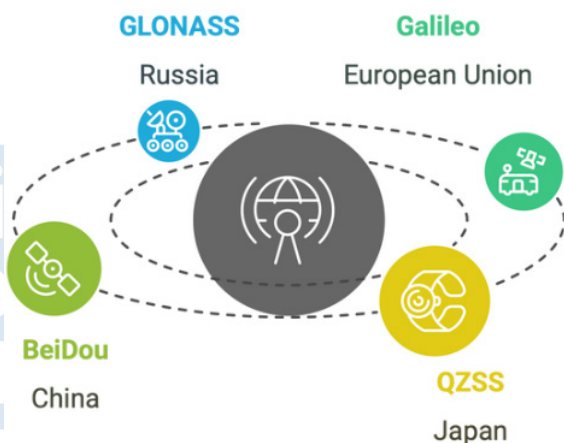 GLONASS
Russia
Galileo
European Union
BeiDou
China
QZSS
Japan